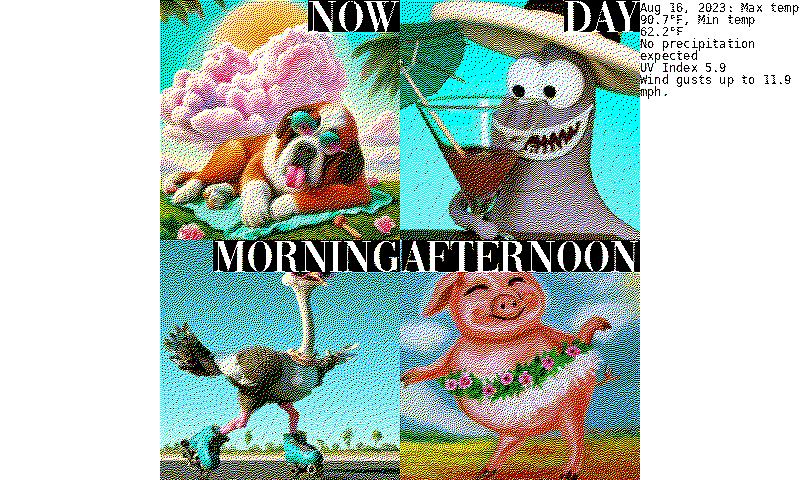 NOW
DAY
Aug 16, 2023: Max temp
90.7°F, Min temp
62.2°F
No precipitation
expected
UV Index 5.9
Wind gusts up to 11.9
mph.
MORNING
AFTERNOON